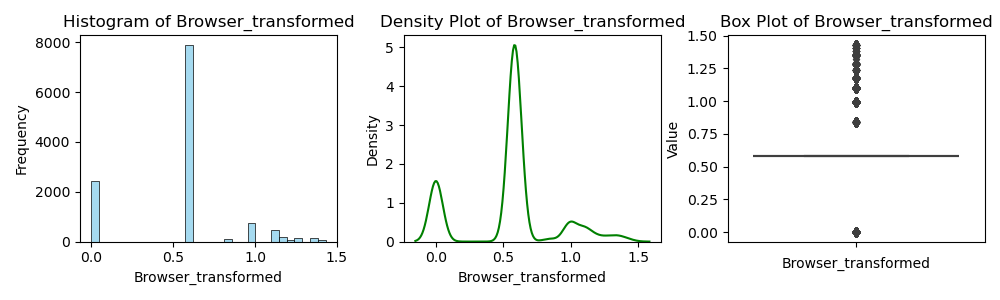 Histogram of Browser_transformed
Frequency
8000
6000
4000
2000
0
0.0 0.5 1.0 1.5
Browser_transformed
Density Plot of Browser_transformed
Density
5
4
3
2
1
0
0.0 0.5 1.0 1.5
Browser_transformed
Box Plot of Browser_transformed
Value
1.50
1.25
1.00
0.75
0.50
0.25
0.00
Browser_transformed